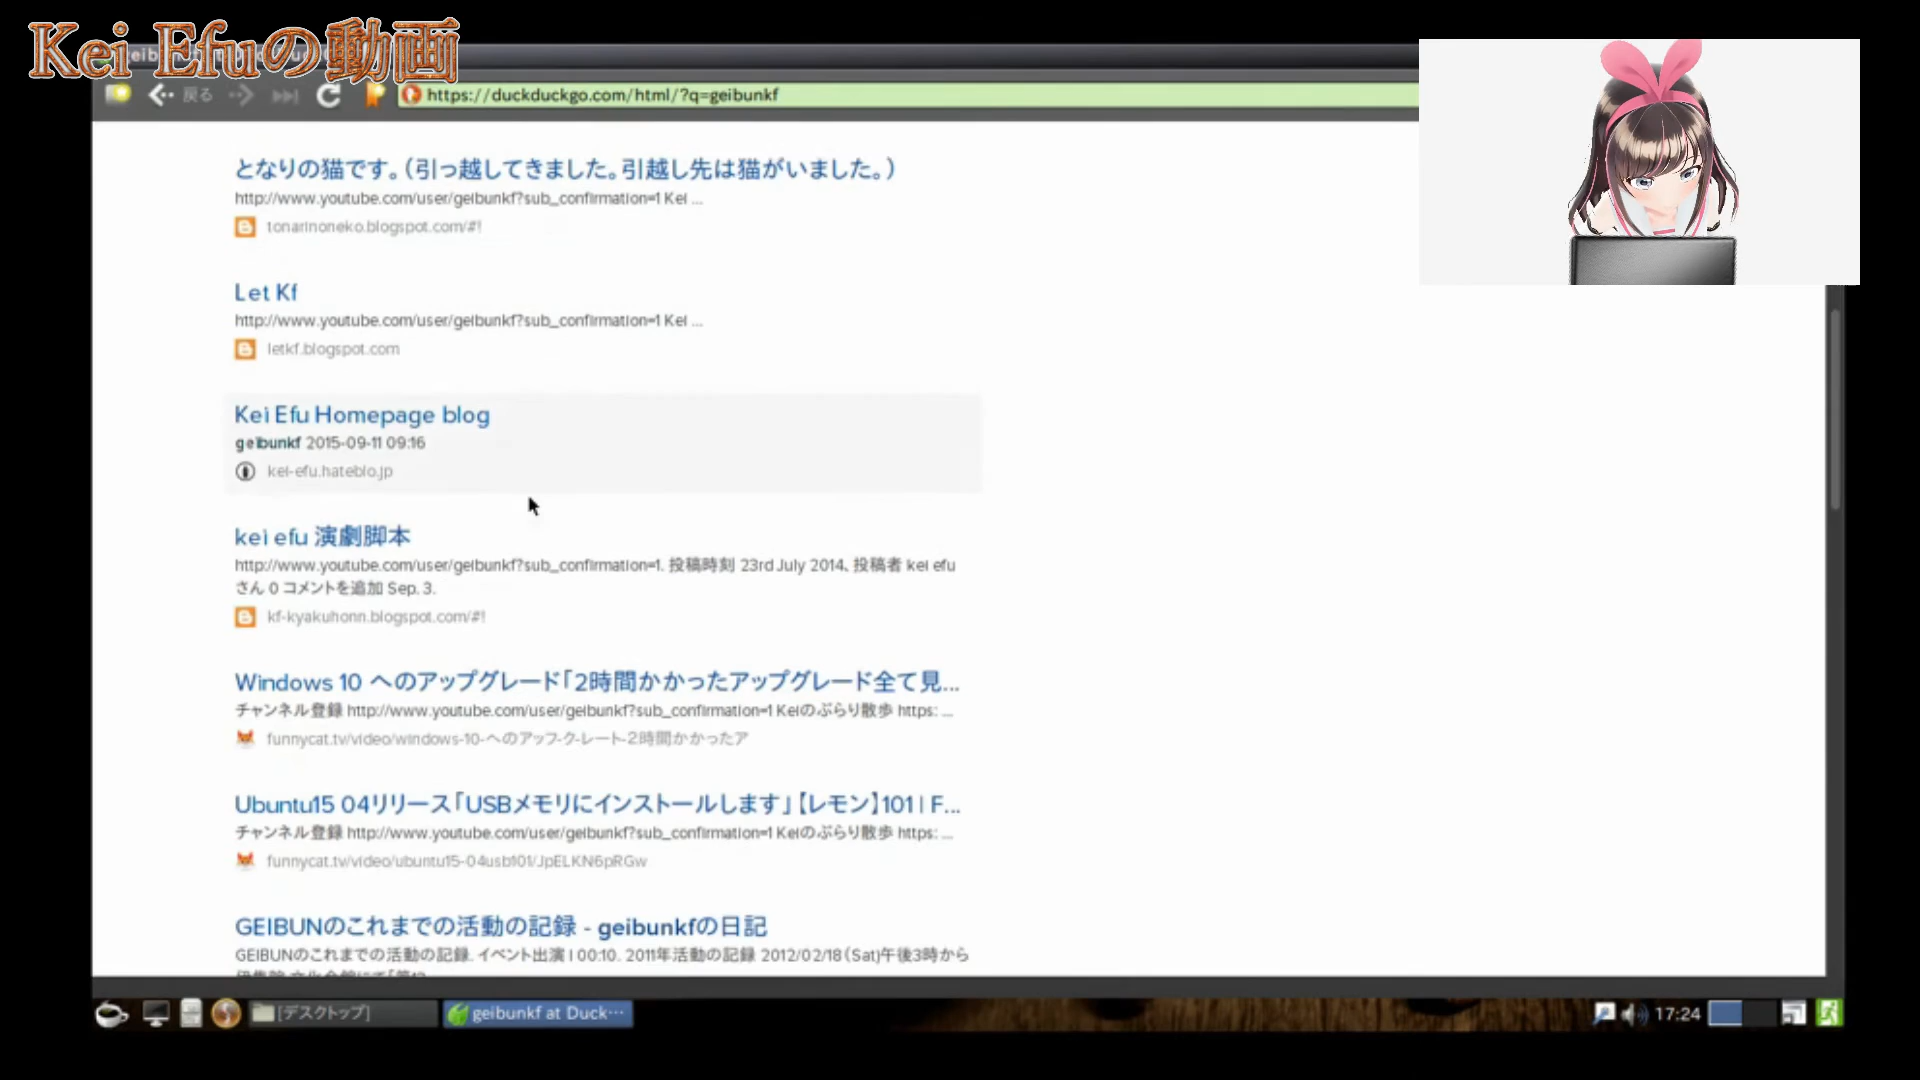 Kei Efuの動画
戻る
https://duckduckgo.com/html/?q=geibunkf
となりの猫です。（引っ越してきました。引越し先は猫がいました。）
http://www.youtube.com/user/geibunkf?sub_confirmation=1 Kei ...
tonarinoneko.blogspot.com/#!
Let Kf
http://www.youtube.com/user/geibunkf?sub_confirmation=1 Kei ...
letkf.blogspot.com
Kei Efu Homepage blog
geibunkf 2015-09-11 09:16
kei-efu.hateblo.jp
kei efu 演劇脚本
http://www.youtube.com/user/geibunkf?sub_confirmation=1. 投稿時刻 23rd July 2014、投稿者 kei efu
さん 0 コメントを追加 Sep. 3.
kf-kyakuhonn.blogspot.com/#!
Windows 10 へのアップグレード「2時間かかったアップグレード全て見...
チャンネル登録 http://www.youtube.com/user/geibunkf?sub_confirmation=1 Keiのぶらり散歩 https: ...
funnycat.tv/video/windows-10-へのアッフ-ク-レート-2時間かかったア
Ubuntu15 04リリース「USBメモリにインストールします」【レモン】101 | F...
チャンネル登録 http://www.youtube.com/user/geibunkf?sub_confirmation=1 Keiのぶらり散歩 https: ...
funnycat.tv/video/ubuntu15-04usb101/JpELKN6pRGw
GEIBUNのこれまでの活動の記録 - geibunkfの日記
GEIBUNのこれまでの活動の記録. イベント出演 | 00:10. 2011年活動の記録 2012/02/18（Sat)午後3時から
[デスクトップ]
geibunkf at Duck…
17:24